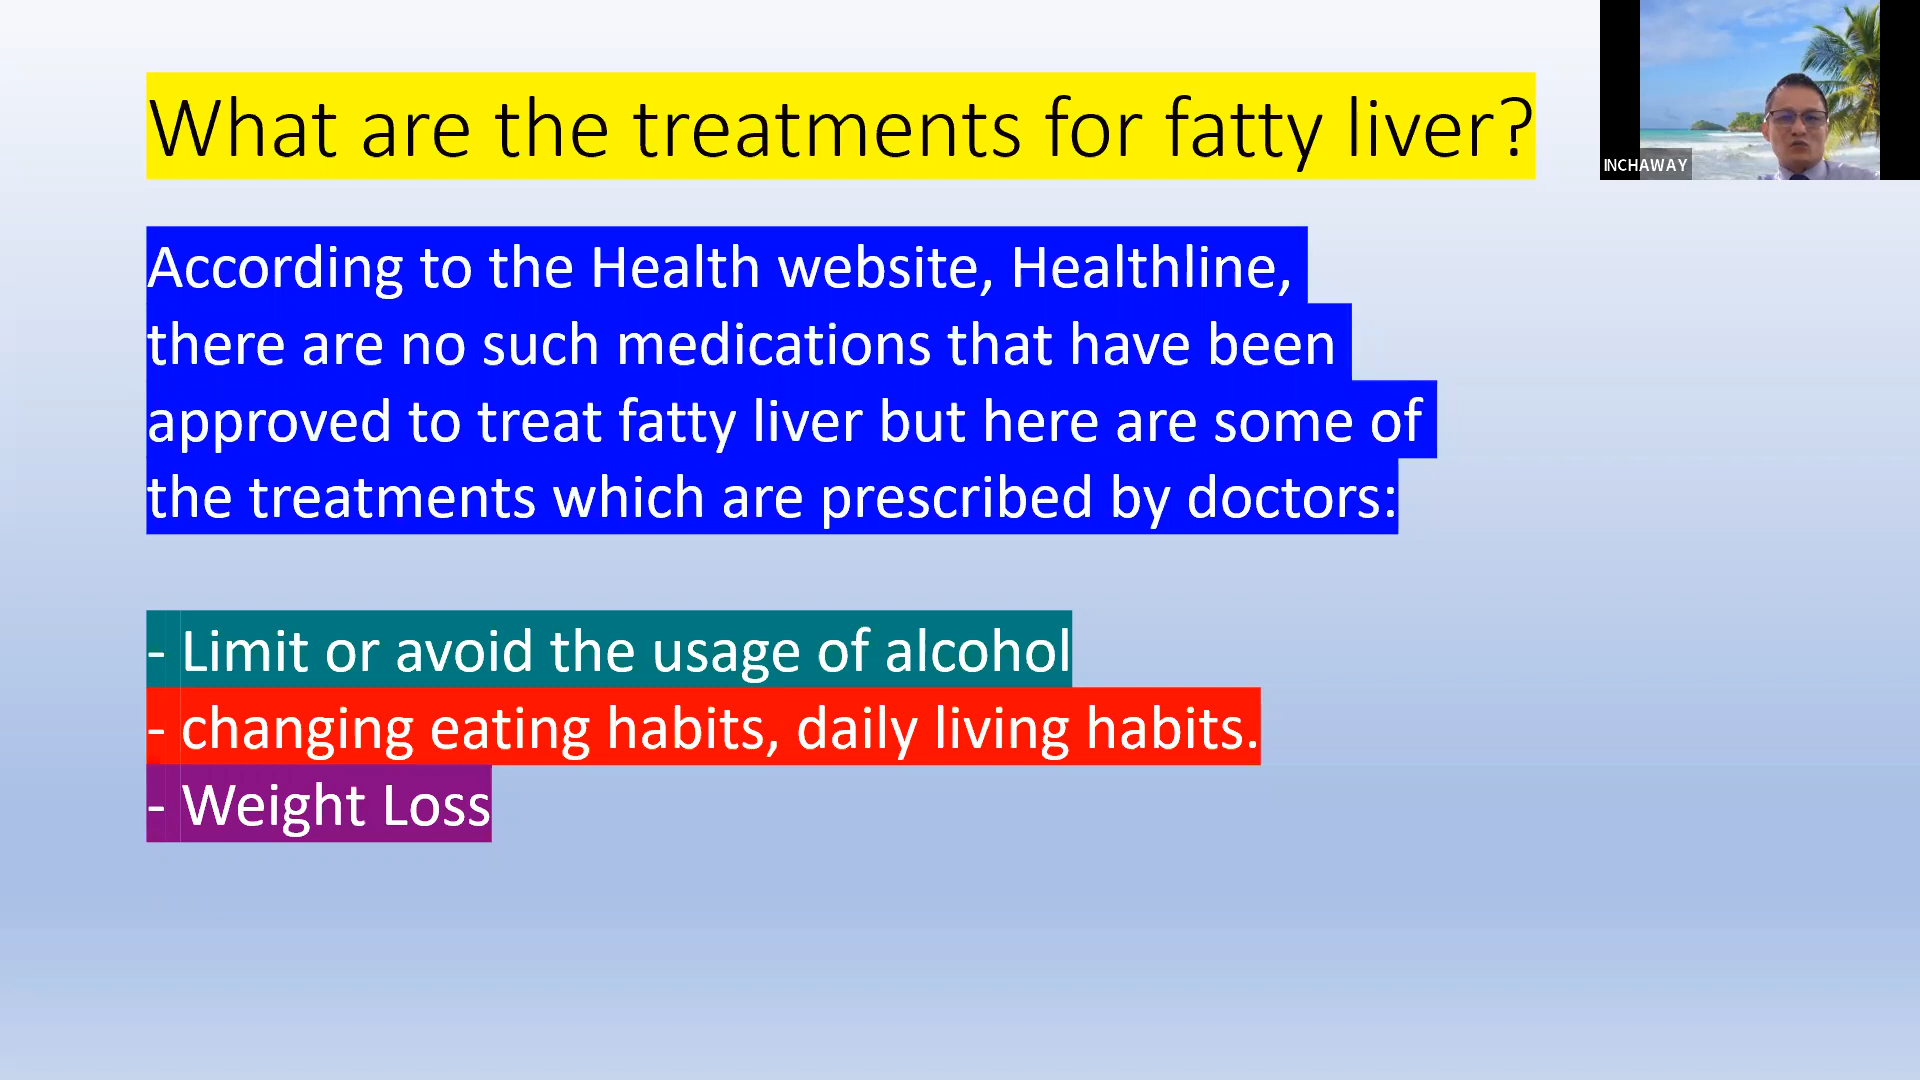 What are the treatments for fatty liver?
INCHAWAY
According to the Health website, Healthline,
there are no such medications that have been
approved to treat fatty liver but here are some of
the treatments which are prescribed by doctors:
- Limit or avoid the usage of alcohol
- changing eating habits, daily living habits.
- Weight Loss